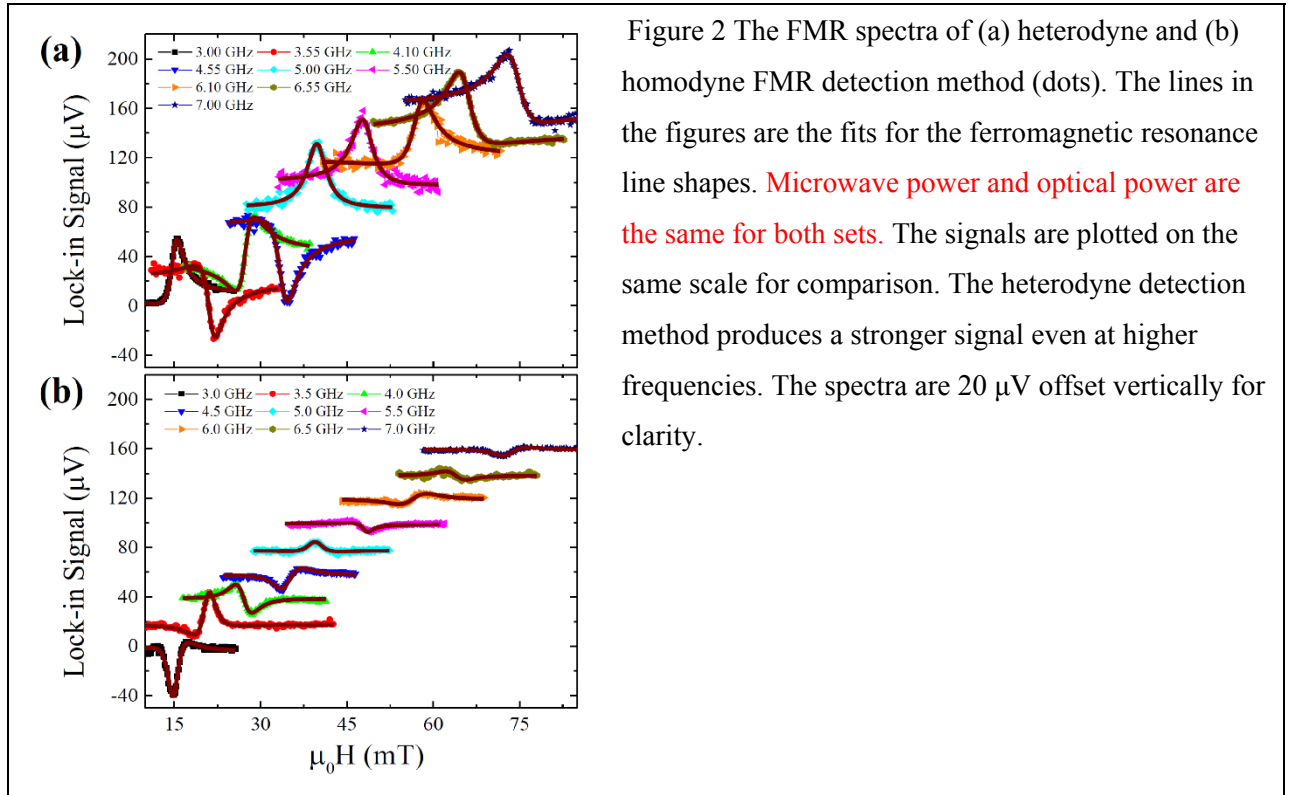 (a)
3.00 GHz 3.55 GHz 4.10 GHz
4.55 GHz 5.00 GHz 5.50 GHz
6.10 GHz 6.55 GHz
7.00 GHz
200
160
120
80
40
0
-40
Lock-in Signal (µV)
(b)
3.0 GHz 3.5 GHz 4.0 GHz
4.5 GHz 5.0 GHz 5.5 GHz
6.0 GHz 6.5 GHz 7.0 GHz
200
160
120
80
40
0
-40
Lock-in Signal (µV)
15 30 45 60 75
µ₀H (mT)
Figure 2 The FMR spectra of (a) heterodyne and (b)
homodyne FMR detection method (dots). The lines in
the figures are the fits for the ferromagnetic resonance
line shapes. Microwave power and optical power are
the same for both sets. The signals are plotted on the
same scale for comparison. The heterodyne detection
method produces a stronger signal even at higher
frequencies. The spectra are 20 µV offset vertically for
clarity.